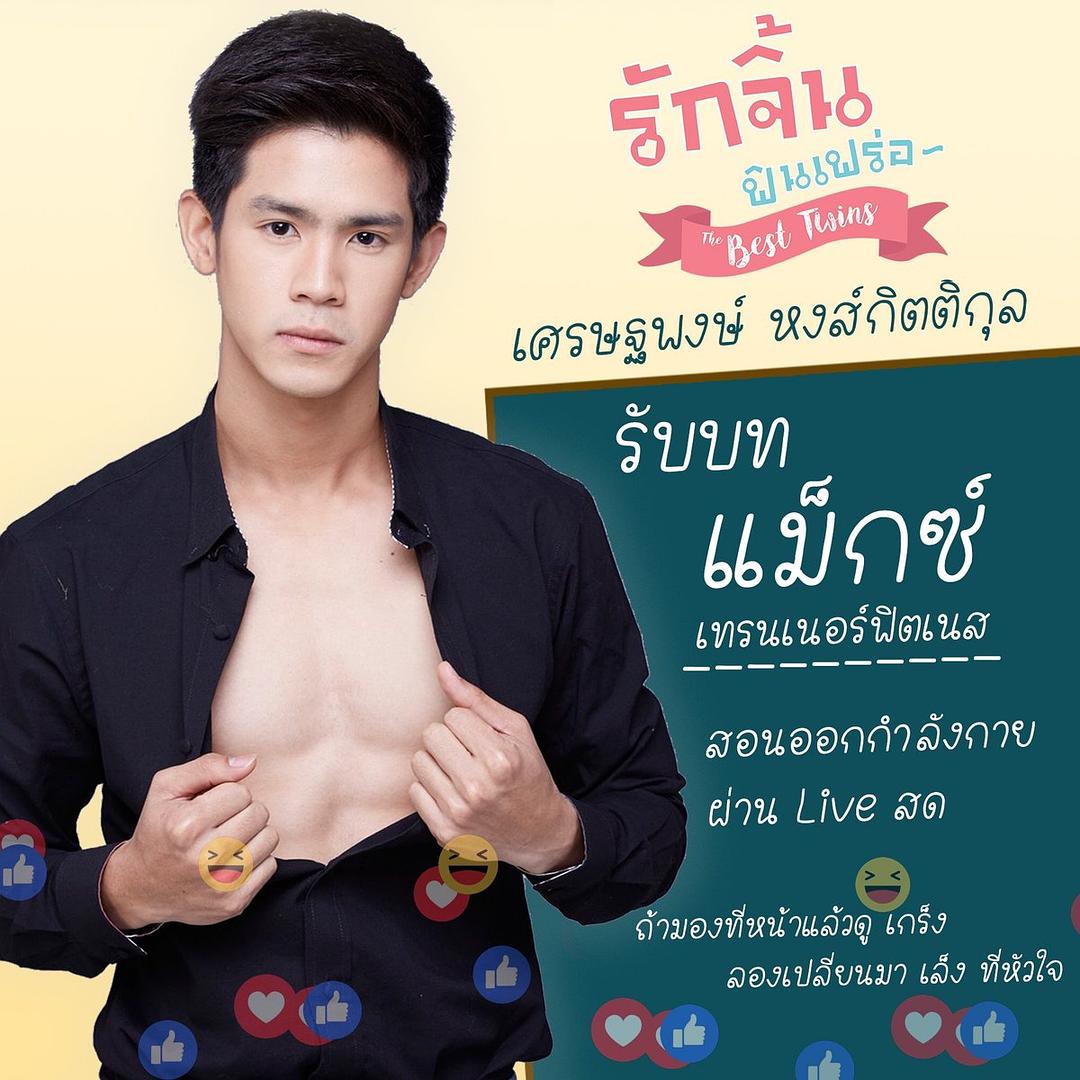 รักจิ้น
ฟินเฟร่อ~
The Best Twins
เศรษฐพงษ์ หงส์กิตติกุล
รับบท
แม็กซ์
เทรนเนอร์ฟิตเนส
สอนออกกำลังกาย
ผ่าน Live สด
ถ้ามองที่หน้าแล้วดู เกร็ง
ลองเปลี่ยนมา เล็ง ที่หัวใจ